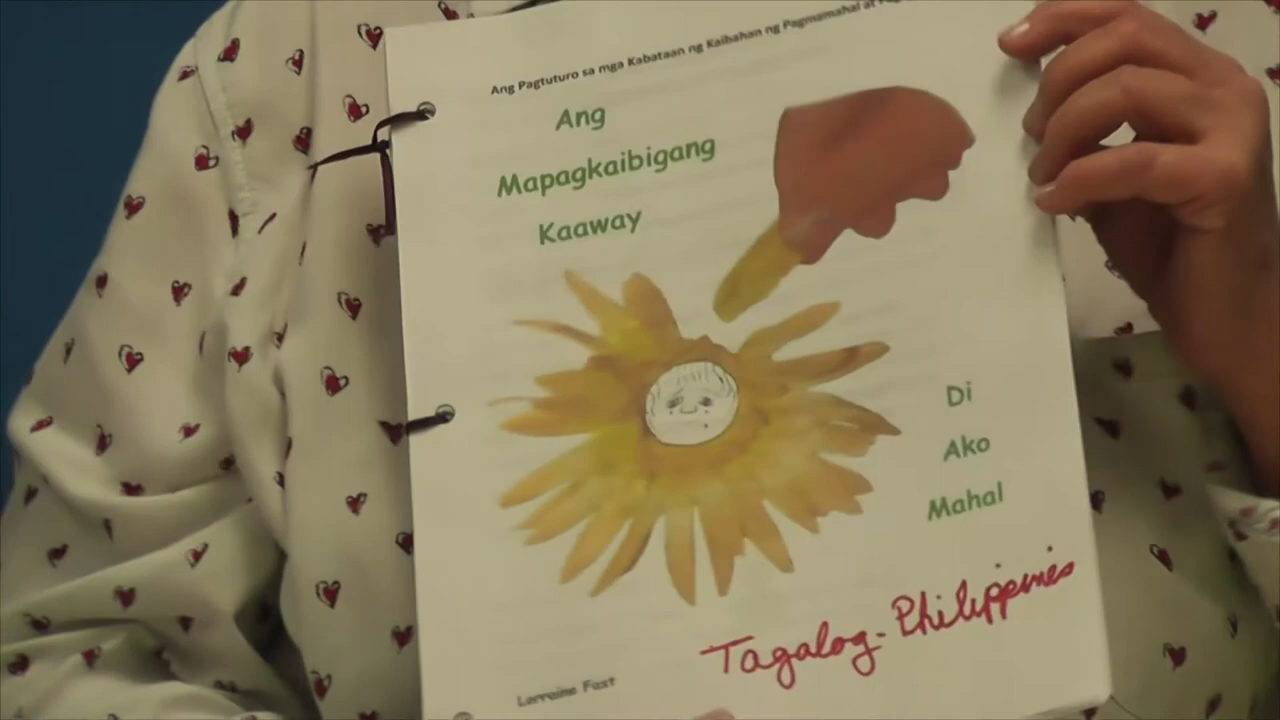 Ang Pagtuturo sa mga Kabataan ng Kaibahan ng Pagmamahal at
Ang
Mapagkaibigang
Kaaway
Di
Ako
Mahal
Tagalog - Philippines
Lorraine Fast